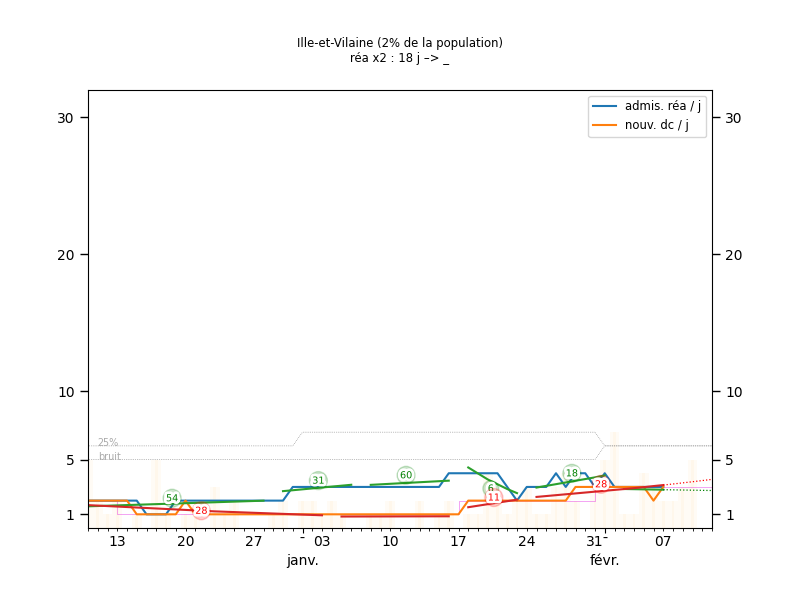 Ille-et-Vilaine (2% de la population)
réa x2 : 18 j –> _
admis. réa / j
nouv. dc / j
30 30
20 20
10 10
25%
bruit
5 5
60
18
31
28
6
54
11
28
1 1
13 20 27 - 03 10 17 24 31- 07
janv. févr.